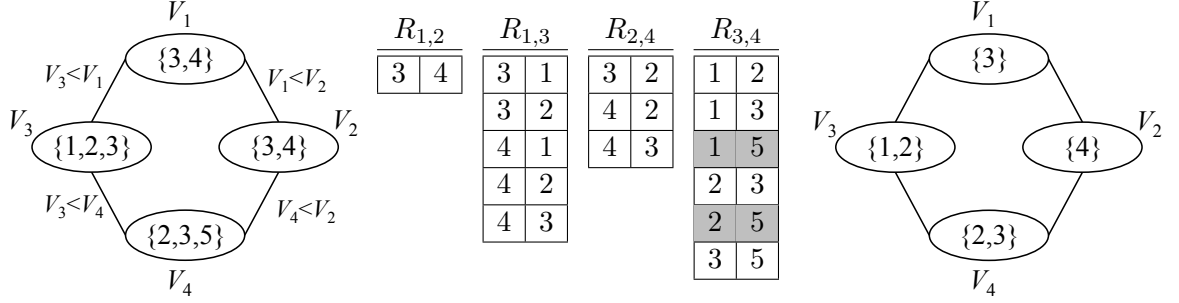 V1
{3,4}
V3<V1
V1<V2
V3
{1,2,3}
V2
{3,4}
V3<V4
V4<V2
{2,3,5}
V4
R1,2
3 4
R1,3
3 1
3 2
4 1
4 2
4 3
R2,4
3 2
4 2
4 3
R3,4
1 2
1 3
1 5
2 3
2 5
3 5
V1
{3}
V3
{1,2}
V2
{4}
{2,3}
V4